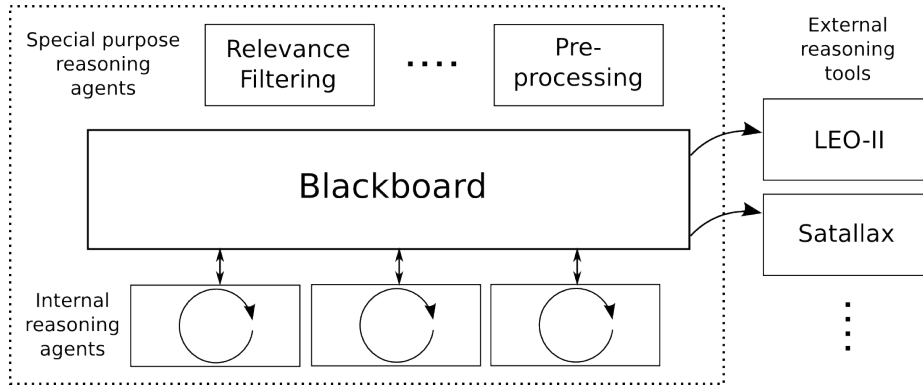 Special purpose
reasoning
agents
Relevance
Filtering
Pre-
processing
External
reasoning
tools
LEO-II
Blackboard
Satallax
Internal
reasoning
agents